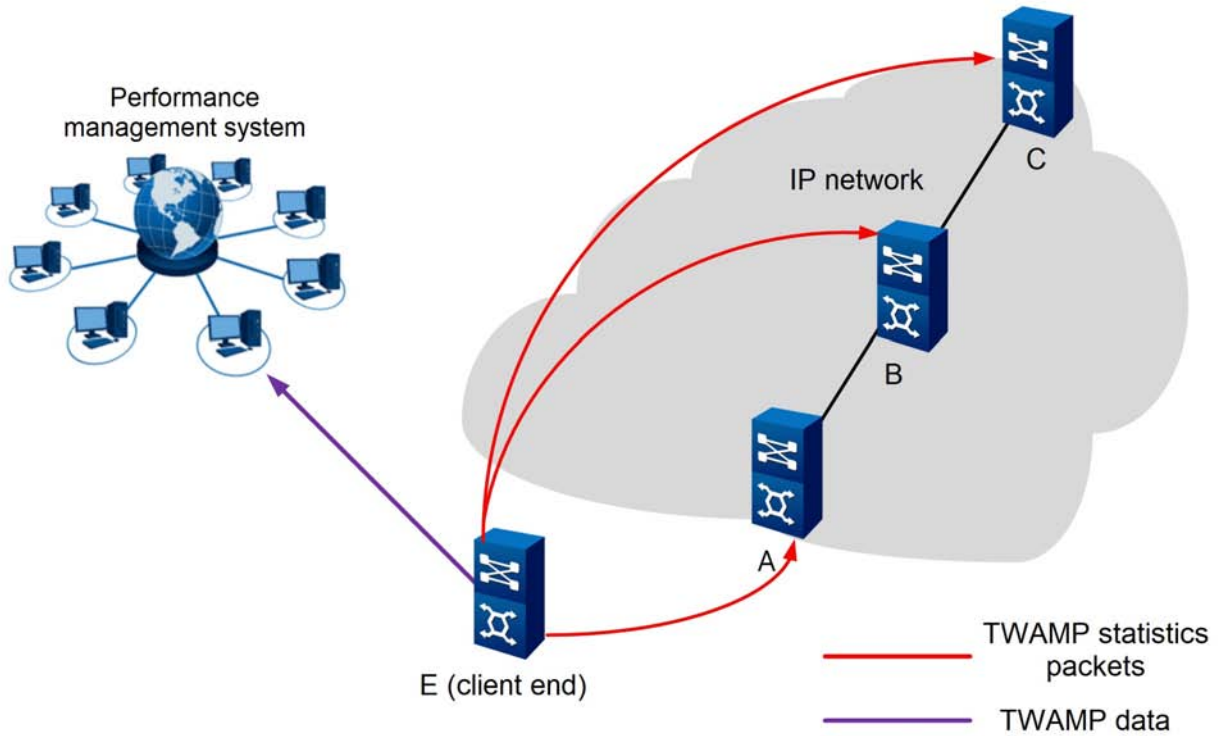 Performance
management system
C
IP network
B
A
E (client end)
TWAMP statistics
packets
TWAMP data